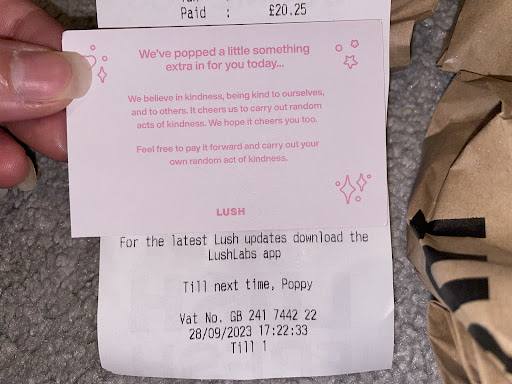 Paid : £20.25
We've popped a little something
extra in for you today...
We believe in kindness, being kind to ourselves,
and to others. It cheers us to carry out random
acts of kindness. We hope it cheers you too.
Feel free to pay it forward and carry out your
own random act of kindness.
LUSH
For the latest Lush updates download the
LushLabs app
Till next time, Poppy
Vat No. GB 241 7442 22
28/09/2023 17:22:33
Till 1